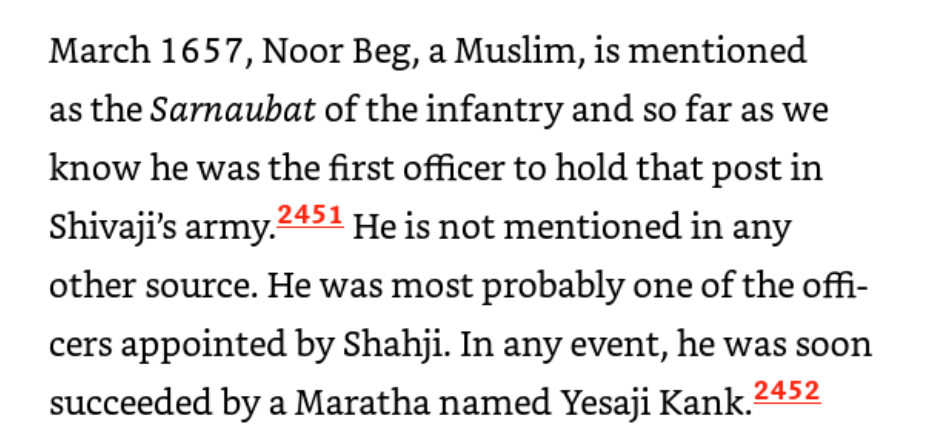 March 1657, Noor Beg, a Muslim, is mentioned
as the Sarnaubat of the infantry and so far as we
know he was the first officer to hold that post in
Shivaji’s army.2451 He is not mentioned in any
other source. He was most probably one of the offi-
cers appointed by Shahji. In any event, he was soon
succeeded by a Maratha named Yesaji Kank.2452